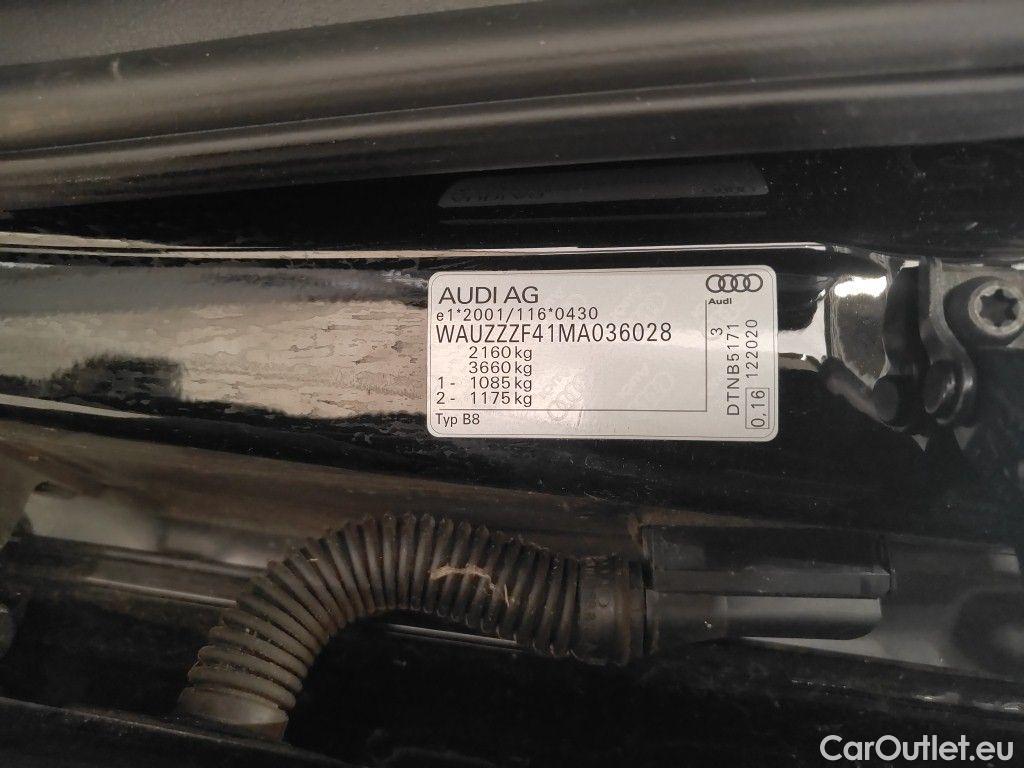 AUDI AG
e1*2001/116*0430
WAUZZZF41MA036028
2160 kg
3660 kg
1 - 1085 kg
2 - 1175 kg
Typ B8
Audi
DTNB5171 3
0,16 122020
CarOutlet.eu